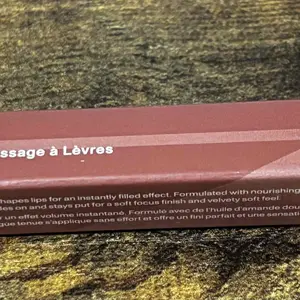 ssage à Lèvres
hapes lips for an instantly filled effect. Formulated with nourishing
es on and stays put for a soft focus finish and velvety soft feel.
r un effet volume instantané. Formulé avec de l'huile d'amande dou
gue tenue s'applique sans effort et offre un fini parfait et une sensat